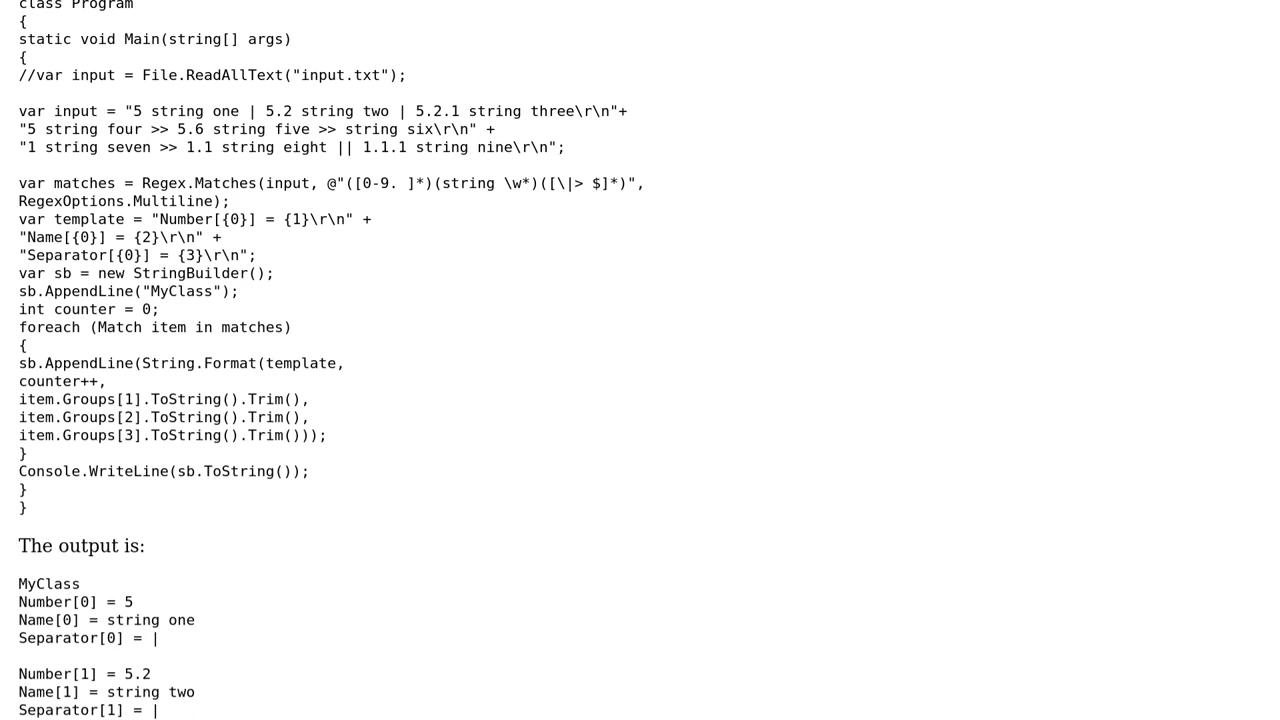 class Program
{
static void Main(string[] args)
{
//var input = File.ReadAllText("input.txt");
var input = "5 string one | 5.2 string two | 5.2.1 string three\r\n"+
"5 string four >> 5.6 string five >> string six\r\n" +
"1 string seven >> 1.1 string eight || 1.1.1 string nine\r\n";
var matches = Regex.Matches(input, @"([0-9. ]*)(string \w*)([\|> $]*)",
RegexOptions.Multiline);
var template = "Number[{0}] = {1}\r\n" +
"Name[{0}] = {2}\r\n" +
"Separator[{0}] = {3}\r\n";
var sb = new StringBuilder();
sb.AppendLine("MyClass");
int counter = 0;
foreach (Match item in matches)
{
sb.AppendLine(String.Format(template,
counter++,
item.Groups[1].ToString().Trim(),
item.Groups[2].ToString().Trim(),
item.Groups[3].ToString().Trim()));
}
Console.WriteLine(sb.ToString());
}
}
The output is:
MyClass
Number[0] = 5
Name[0] = string one
Separator[0] = |
Number[1] = 5.2
Name[1] = string two
Separator[1] = |